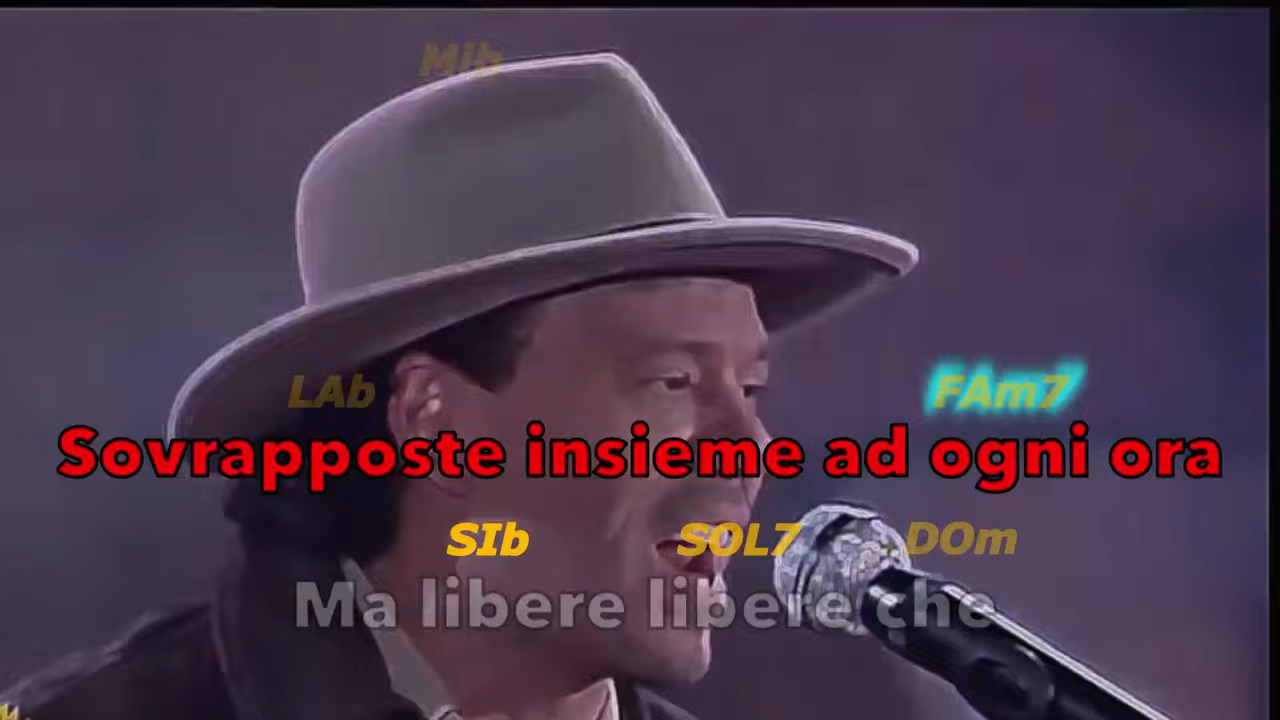 MIb
LAb FAm7
Sovrapposte insieme ad ogni ora
SIb SOL7 DOm
Ma libere libere che